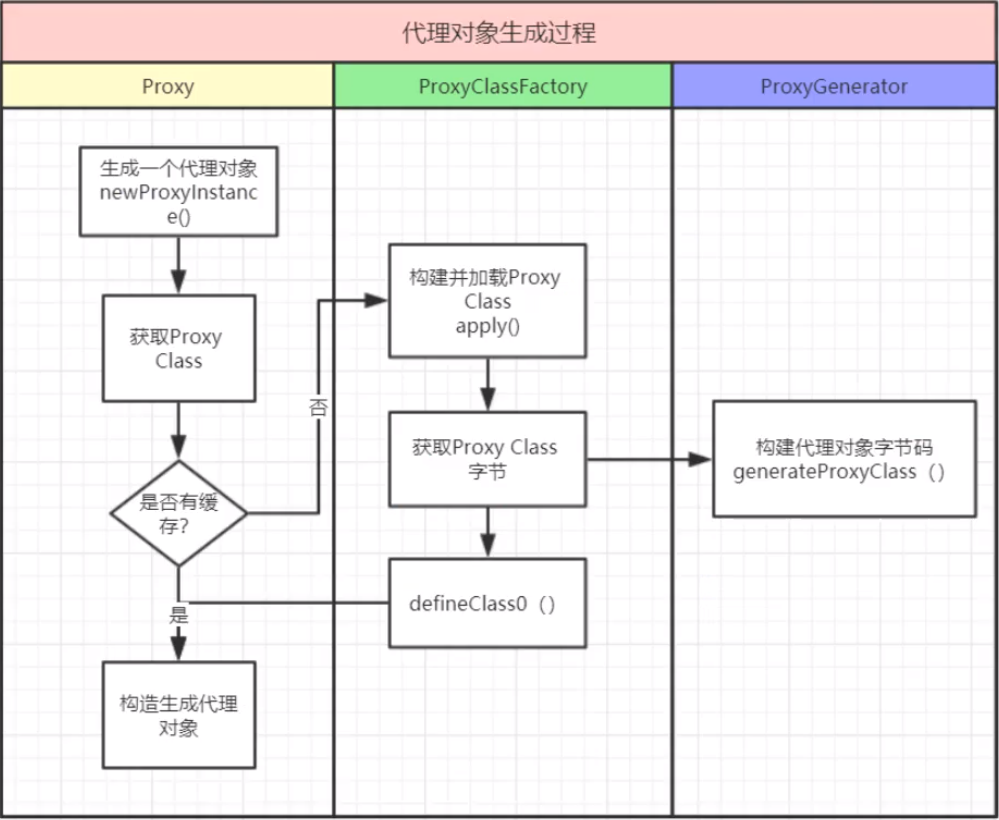 代理对象生成过程
Proxy
ProxyClassFactory
ProxyGenerator
生成一个代理对象
newProxyInstanc
e()
获取Proxy
Class
是否有缓
存?
否
是
构造生成代理
对象
构建并加载Proxy
Class
apply()
获取Proxy Class
字节
defineClass0（）
构建代理对象字节码
generateProxyClass（）